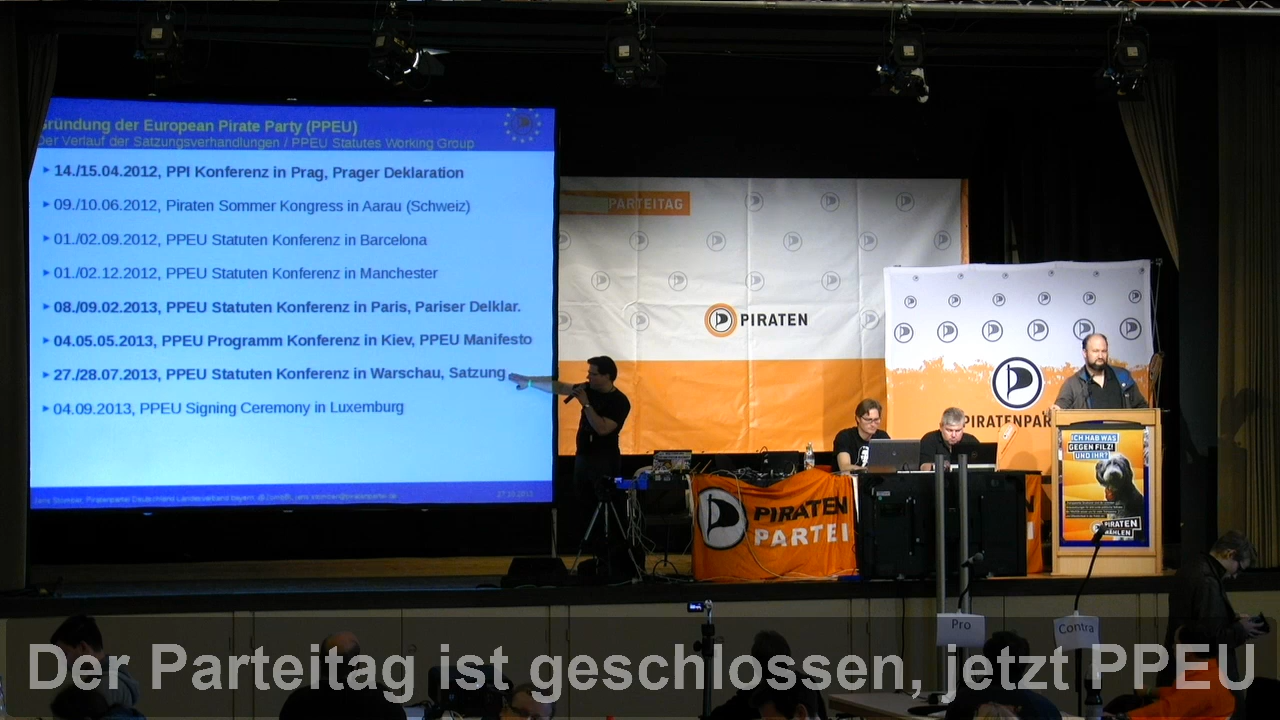 Gründung der European Pirate Party (PPEU)
Der Verlauf der Satzungsverhandlungen / PPEU Statutes Working Group
14./15.04.2012, PPI Konferenz in Prag, Prager Deklaration
09./10.06.2012, Piraten Sommer Kongress in Aarau (Schweiz)
01./02.09.2012, PPEU Statuten Konferenz in Barcelona
01./02.12.2012, PPEU Statuten Konferenz in Manchester
08./09.02.2013, PPEU Statuten Konferenz in Paris, Pariser Delklar.
04.05.05.2013, PPEU Programm Konferenz in Kiev, PPEU Manifesto
27./28.07.2013, PPEU Statuten Konferenz in Warschau, Satzung
04.09.2013, PPEU Signing Ceremony in Luxemburg
PARTEITAG
PIRATEN
PIRATENPAR
ICH HAB WAS
GEGEN FILZ!
UND IHR?
PIRATEN
WÄHLEN
PIRATEN
PARTEI
Pro
Contra
Der Parteitag ist geschlossen, jetzt PPEU